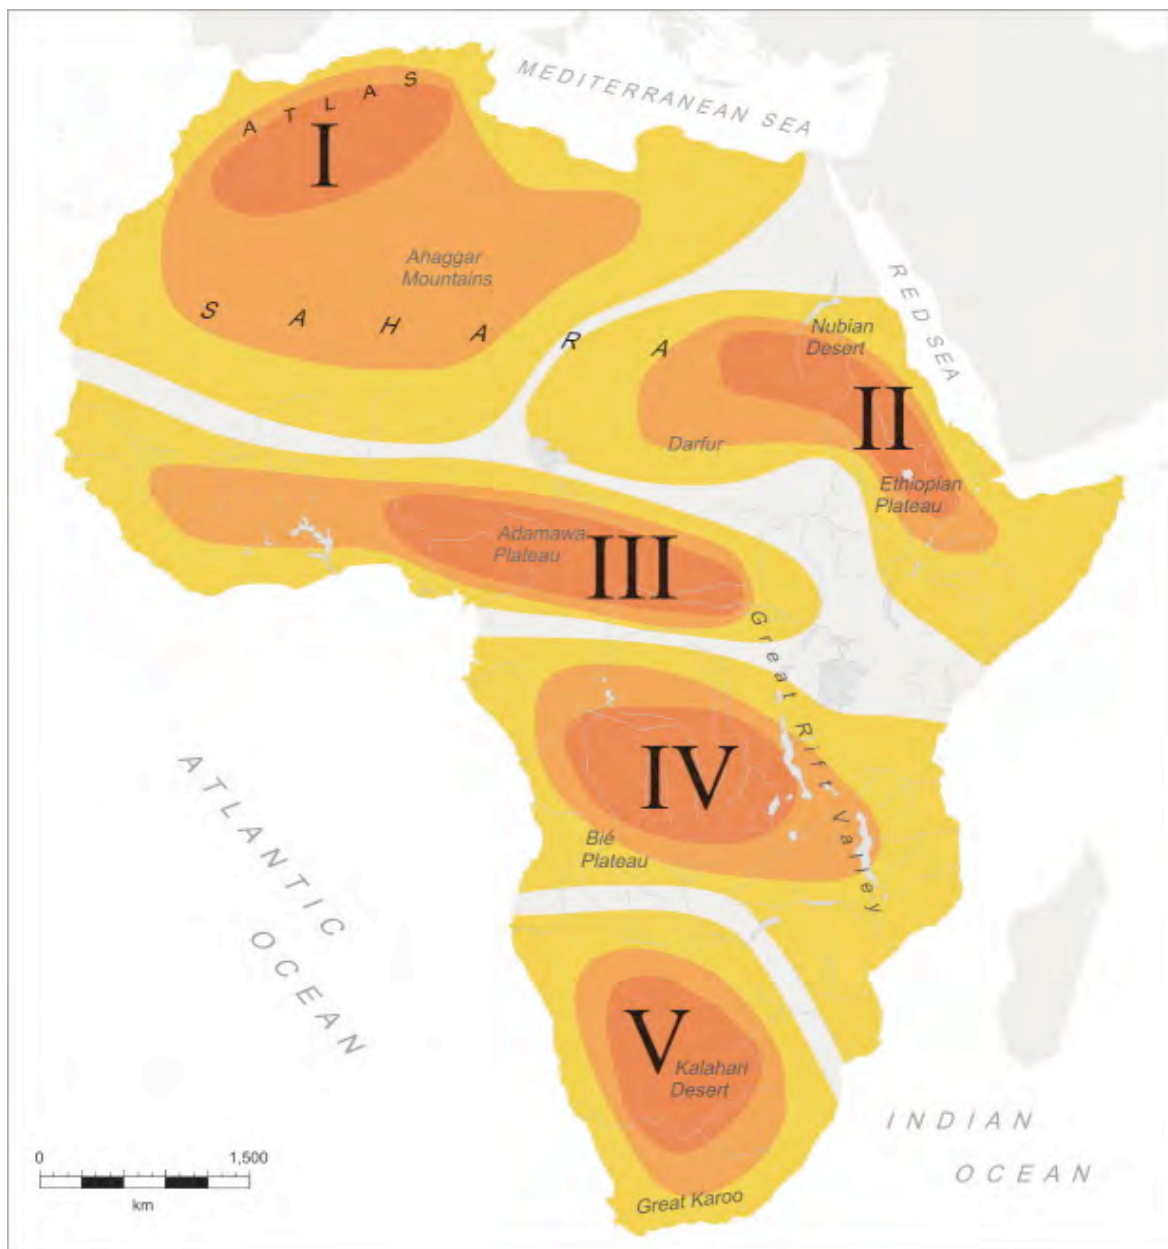 MEDITERRANEAN SEA
ATLAS
I
Ahaggar
Mountains
SAHARA
RED SEA
Nubian
Desert
II
Darfur
Ethiopian
Plateau
Adamawa
Plateau
III
Great Rift Valley
IV
Bié
Plateau
ATLANTIC
OCEAN
V
Kalahari
Desert
INDIAN
OCEAN
Great Karoo
0 1,500
km